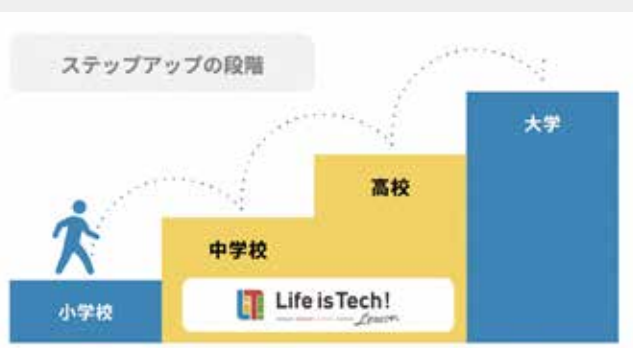 ステップアップの段階
大学
高校
中学校
小学校
Life is Tech!
Lesson